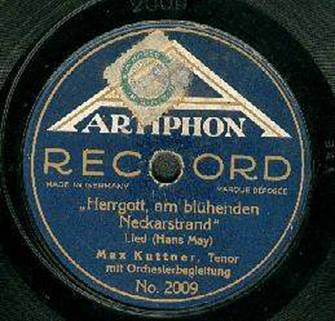 ARTIPHON
RECORD
MADE IN GERMANY MARQUE DÉPOSÉE
„Herrgott, am blühenden
Neckarstrand"
Lied (Hans May)
Max Kuttner, Tenor
mit Orchesterbegleitung
No. 2009